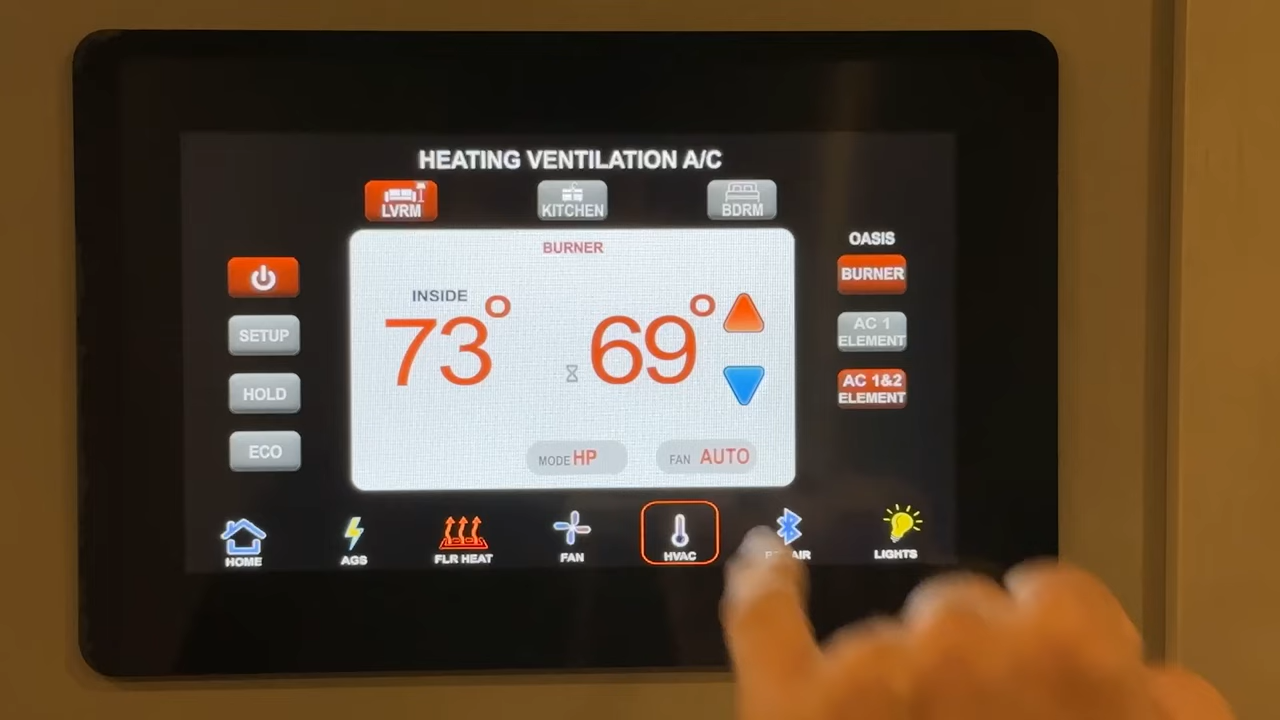 HEATING VENTILATION A/C
LVRM
KITCHEN
BDRM
BURNER
INSIDE
73°
69°
MODE HP
FAN AUTO
SETUP
HOLD
ECO
OASIS
BURNER
AC 1
ELEMENT
AC 1&2
ELEMENT
HOME
AGS
FLR HEAT
FAN
HVAC
LIGHTS